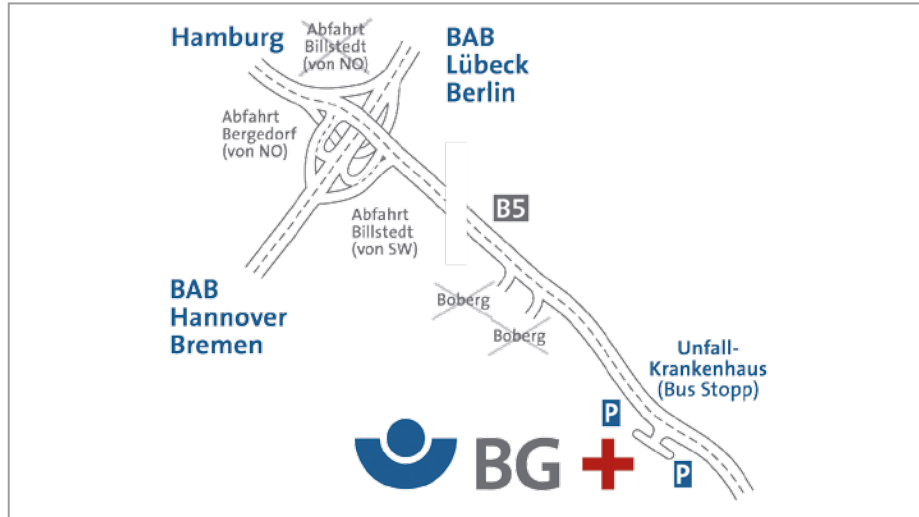 Hamburg
Abfahrt
Billstedt
(von NO)
BAB
Lübeck
Berlin
Abfahrt
Bergedorf
(von NO)
Abfahrt
Billstedt
(von SW)
B5
BAB
Hannover
Bremen
Boberg
Boberg
Unfall-
Krankenhaus
(Bus Stopp)
P
BG
P